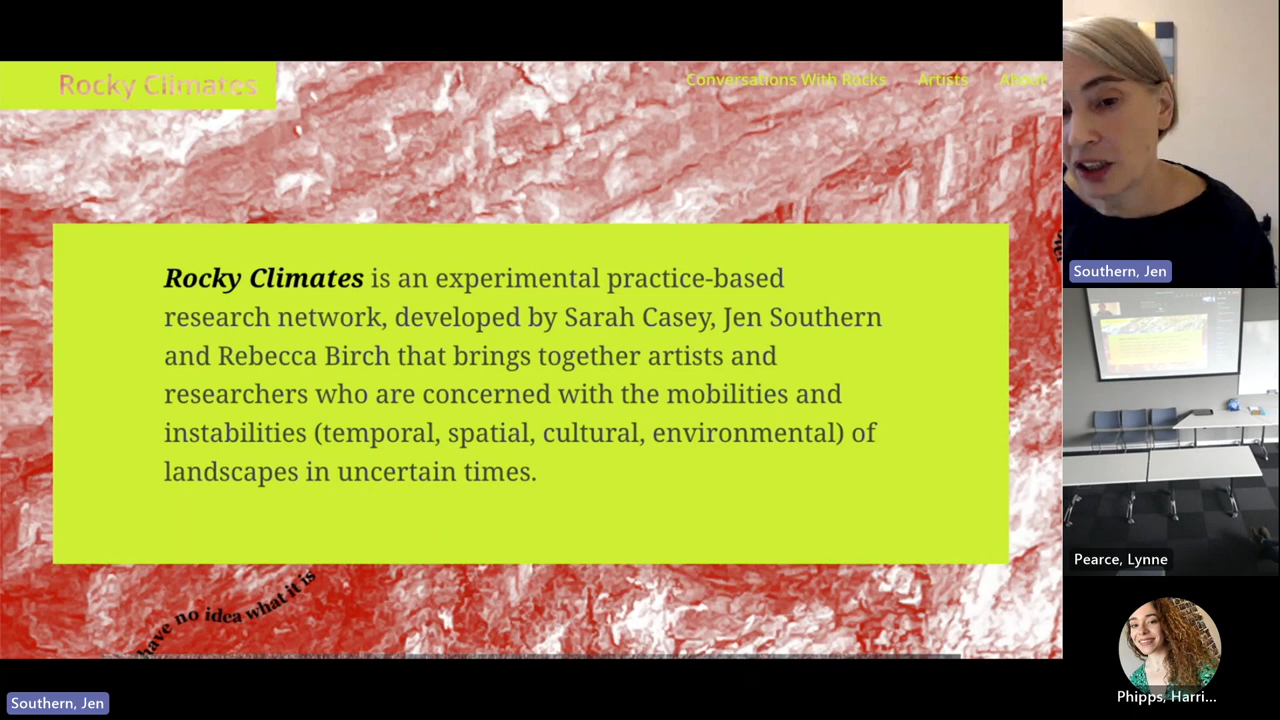 Rocky Climates
Conversations With Rocks
Artists
About
Rocky Climates is an experimental practice-based
research network, developed by Sarah Casey, Jen Southern
and Rebecca Birch that brings together artists and
researchers who are concerned with the mobilities and
instabilities (temporal, spatial, cultural, environmental) of
landscapes in uncertain times.
have no idea what it is
Southern, Jen
Southern, Jen
Pearce, Lynne
Phipps, Harri...